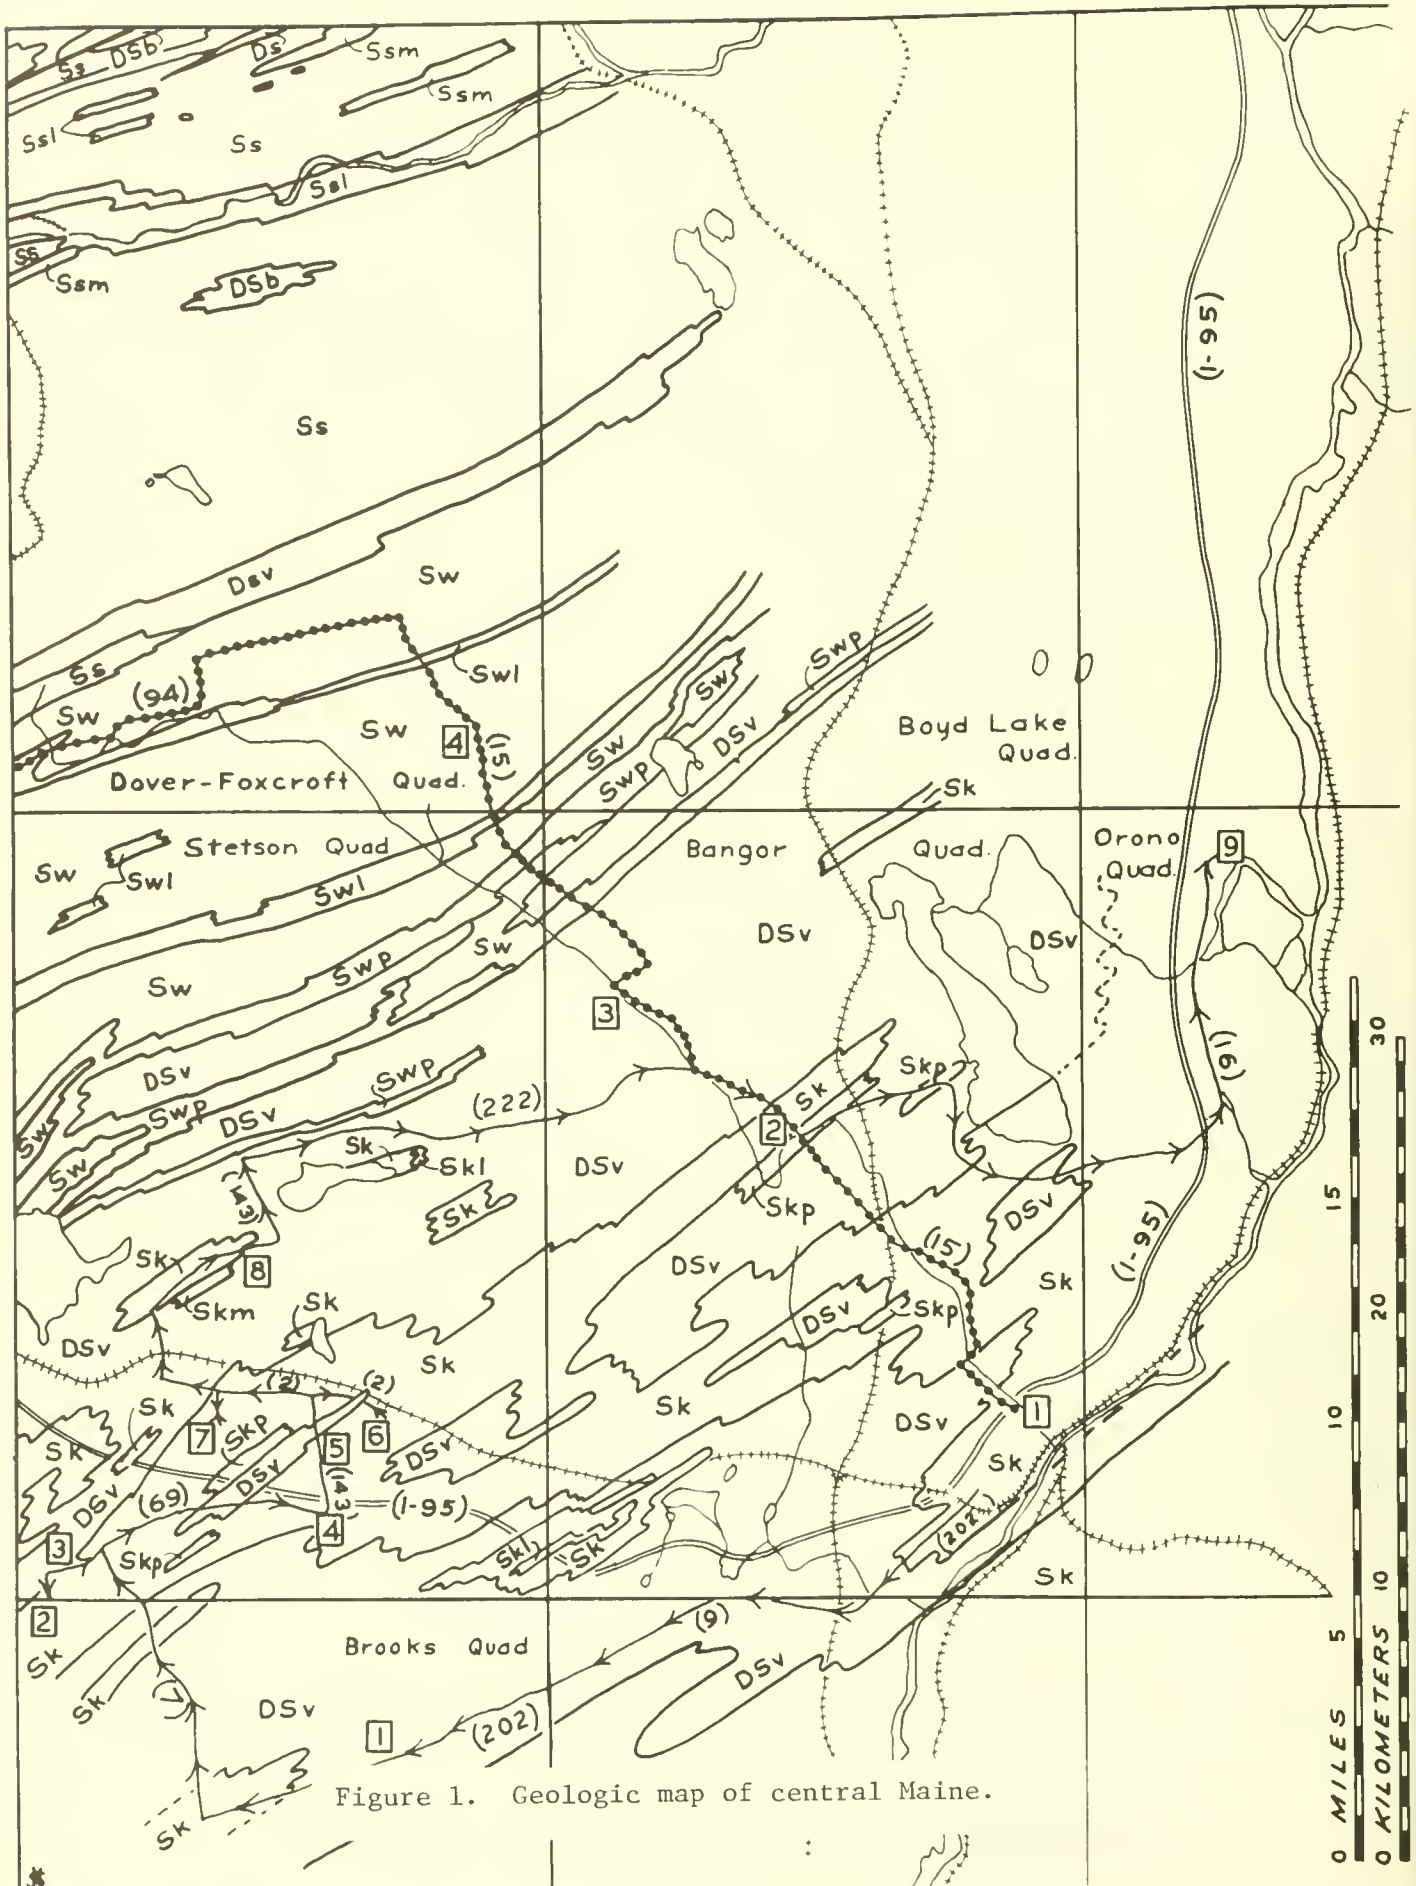 Ss
DSb
Ds
Ssm
Ssm
Ssl
Ss
Ssl
Ss
Ssm
DSb
(I-95)
Ss
Dsv
Sw
Ss
Swl
(94)
Sw
Sw
4
(15)
Sw
Swp
Sw
DSv
Swp
Boyd Lake
Quad.
Dover-Foxcroft Quad.
Sk
Stetson Quad
Bangor Quad.
Orono
Quad.
9
Sw
Swl
Swl
DSv
DSv
Sw
Swp
Sw
3
DSv
Swp
Swp
DSv
Sws
Sw
(222)
Sk
Skp
(16)
2
Sk
Skl
DSv
Skp
(143)
Sk
DSv
Sk
8
DSv
(15)
Sk
(I-95)
Skm
Sk
DSv
Skp
DSv
Sk
(2)
(2)
Sk
Sk
DSv
1
7
Skp
5
6
DSv
Sk
Sk
DSv
DSv
(69)
(143)
(I-95)
3
4
Skl
Sk
(202)
Skp
Sk
2
Sk
Brooks Quad
(9)
DSv
Sk
(7)
DSv
1
(202)
Sk
Figure 1. Geologic map of central Maine.
0 MILES 5 10 15
0 KILOMETERS 10 20 30